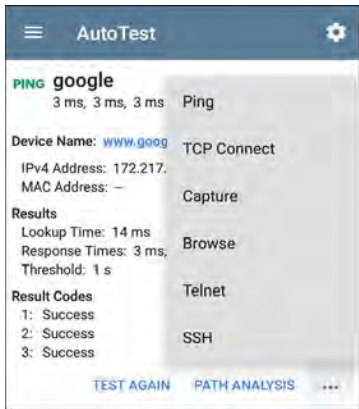 AutoTest
PING google
3 ms, 3 ms, 3 ms
Ping
Device Name: www.goog
TCP Connect
IPv4 Address: 172.217.
MAC Address: --
Capture
Results
Lookup Time: 14 ms
Response Times: 3 ms,
Browse
Threshold: 1 s
Result Codes
Telnet
1: Success
2: Success
SSH
3: Success
TEST AGAIN PATH ANALYSIS ...